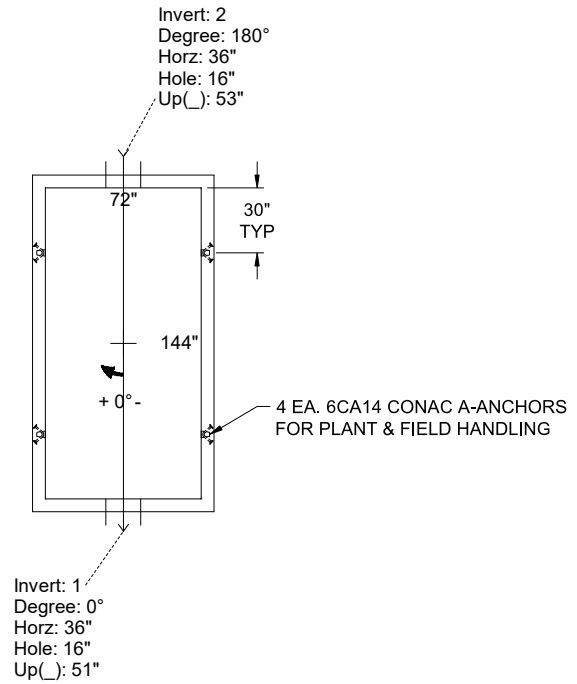 Invert: 2
Degree: 180°
Horz: 36"
Hole: 16"
Up(_): 53"
72"
30"
TYP
144"
+ 0° -
4 EA. 6CA14 CONAC A-ANCHORS
FOR PLANT & FIELD HANDLING
Invert: 1
Degree: 0°
Horz: 36"
Hole: 16"
Up(_): 51"